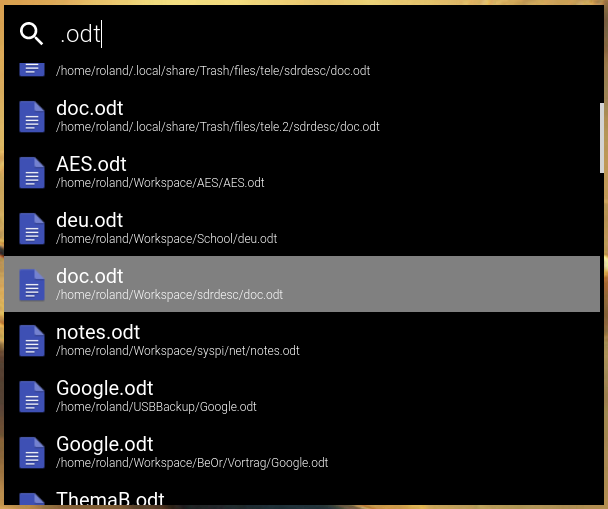 .odt
/home/roland/.local/share/Trash/files/tele/sdrdesc/doc.odt
doc.odt
/home/roland/.local/share/Trash/files/tele.2/sdrdesc/doc.odt
AES.odt
/home/roland/Workspace/AES/AES.odt
deu.odt
/home/roland/Workspace/School/deu.odt
doc.odt
/home/roland/Workspace/sdrdesc/doc.odt
notes.odt
/home/roland/Workspace/syspi/net/notes.odt
Google.odt
/home/roland/USBBackup/Google.odt
Google.odt
/home/roland/Workspace/BeOr/Vortrag/Google.odt
ThemaB.odt